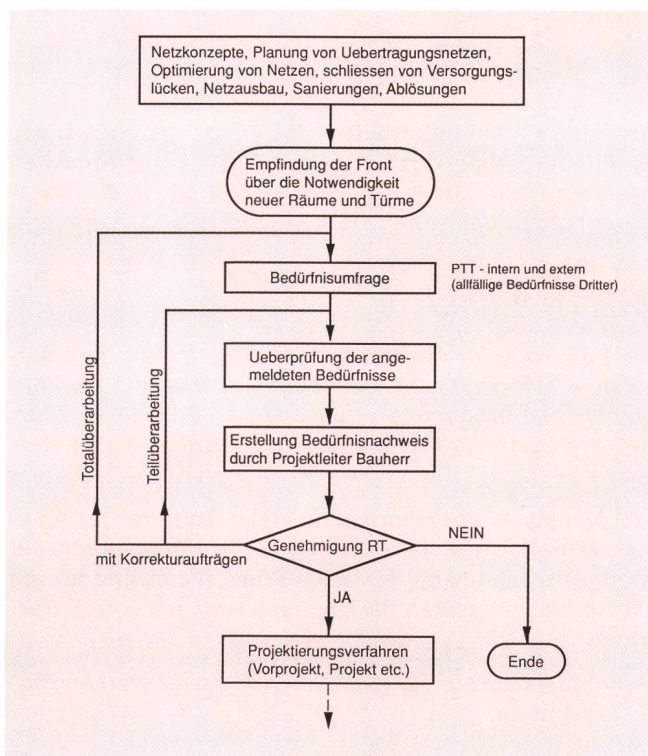 Netzkonzepte, Planung von Uebertragungsnetzen,
Optimierung von Netzen, schliessen von Versorgungs-
lücken, Netzausbau, Sanierungen, Ablösungen
Empfindung der Front
über die Notwendigkeit
neuer Räume und Türme
Bedürfnisumfrage
PTT - intern und extern
(allfällige Bedürfnisse Dritter)
Ueberprüfung der ange-
meldeten Bedürfnisse
Totalüberarbeitung
Teilüberarbeitung
Erstellung Bedürfnisnachweis
durch Projektleiter Bauherr
Genehmigung RT
NEIN
mit Korrekturaufträgen
JA
Projektierungsverfahren
(Vorprojekt, Projekt etc.)
Ende